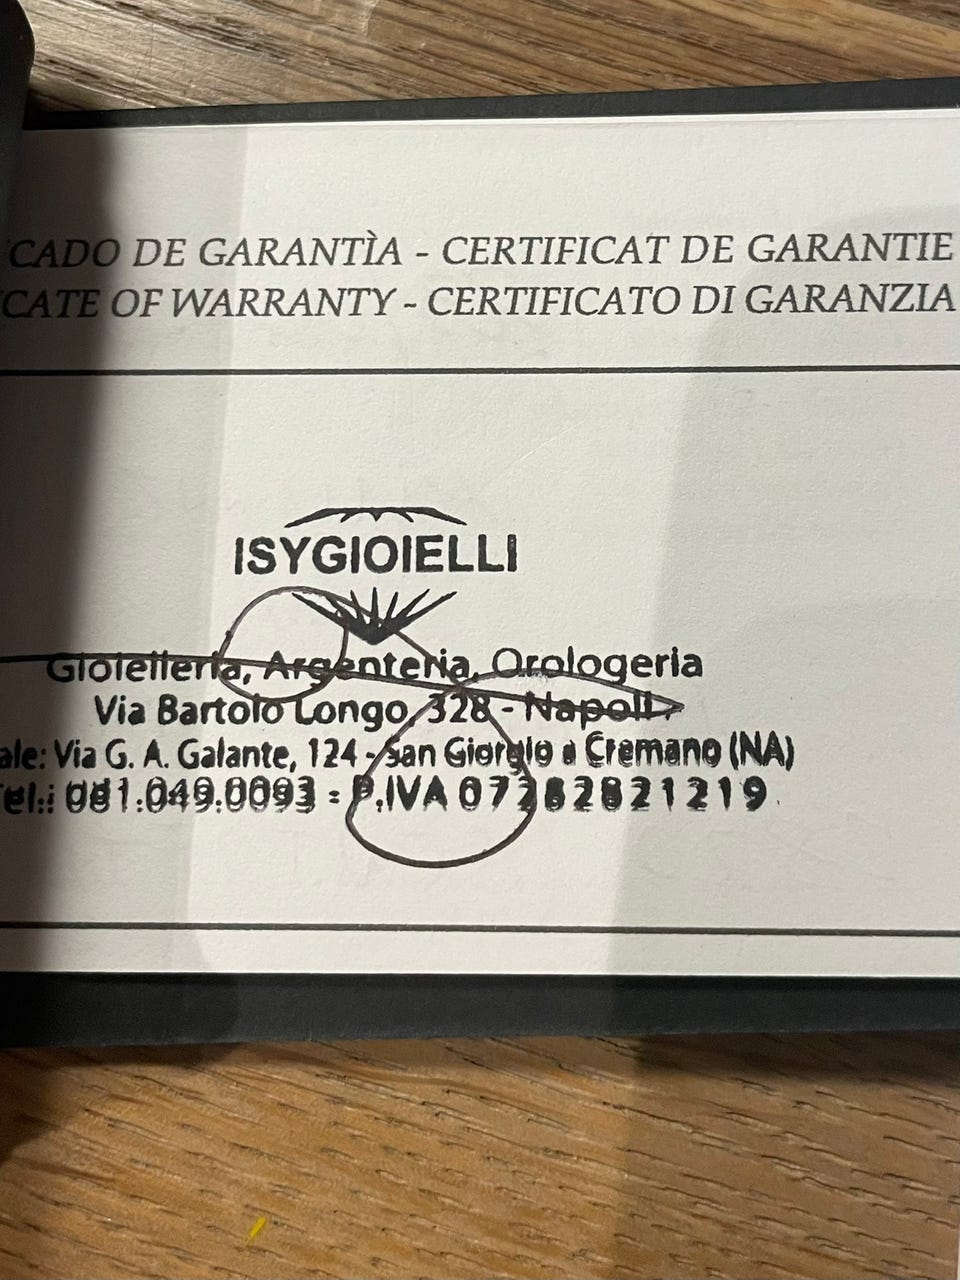 CADO DE GARANTÌA - CERTIFICAT DE GARANTIE
CATE OF WARRANTY - CERTIFICATO DI GARANZIA
ISYGIOIELLI
Gioielleria, Argenteria, Orologeria
Via Bartolo Longo, 328 - Napoli
ale: Via G. A. Galante, 124 - San Giorgio a Cremano (NA)
Tel.: 081.049.0093 - P.IVA 07282821219